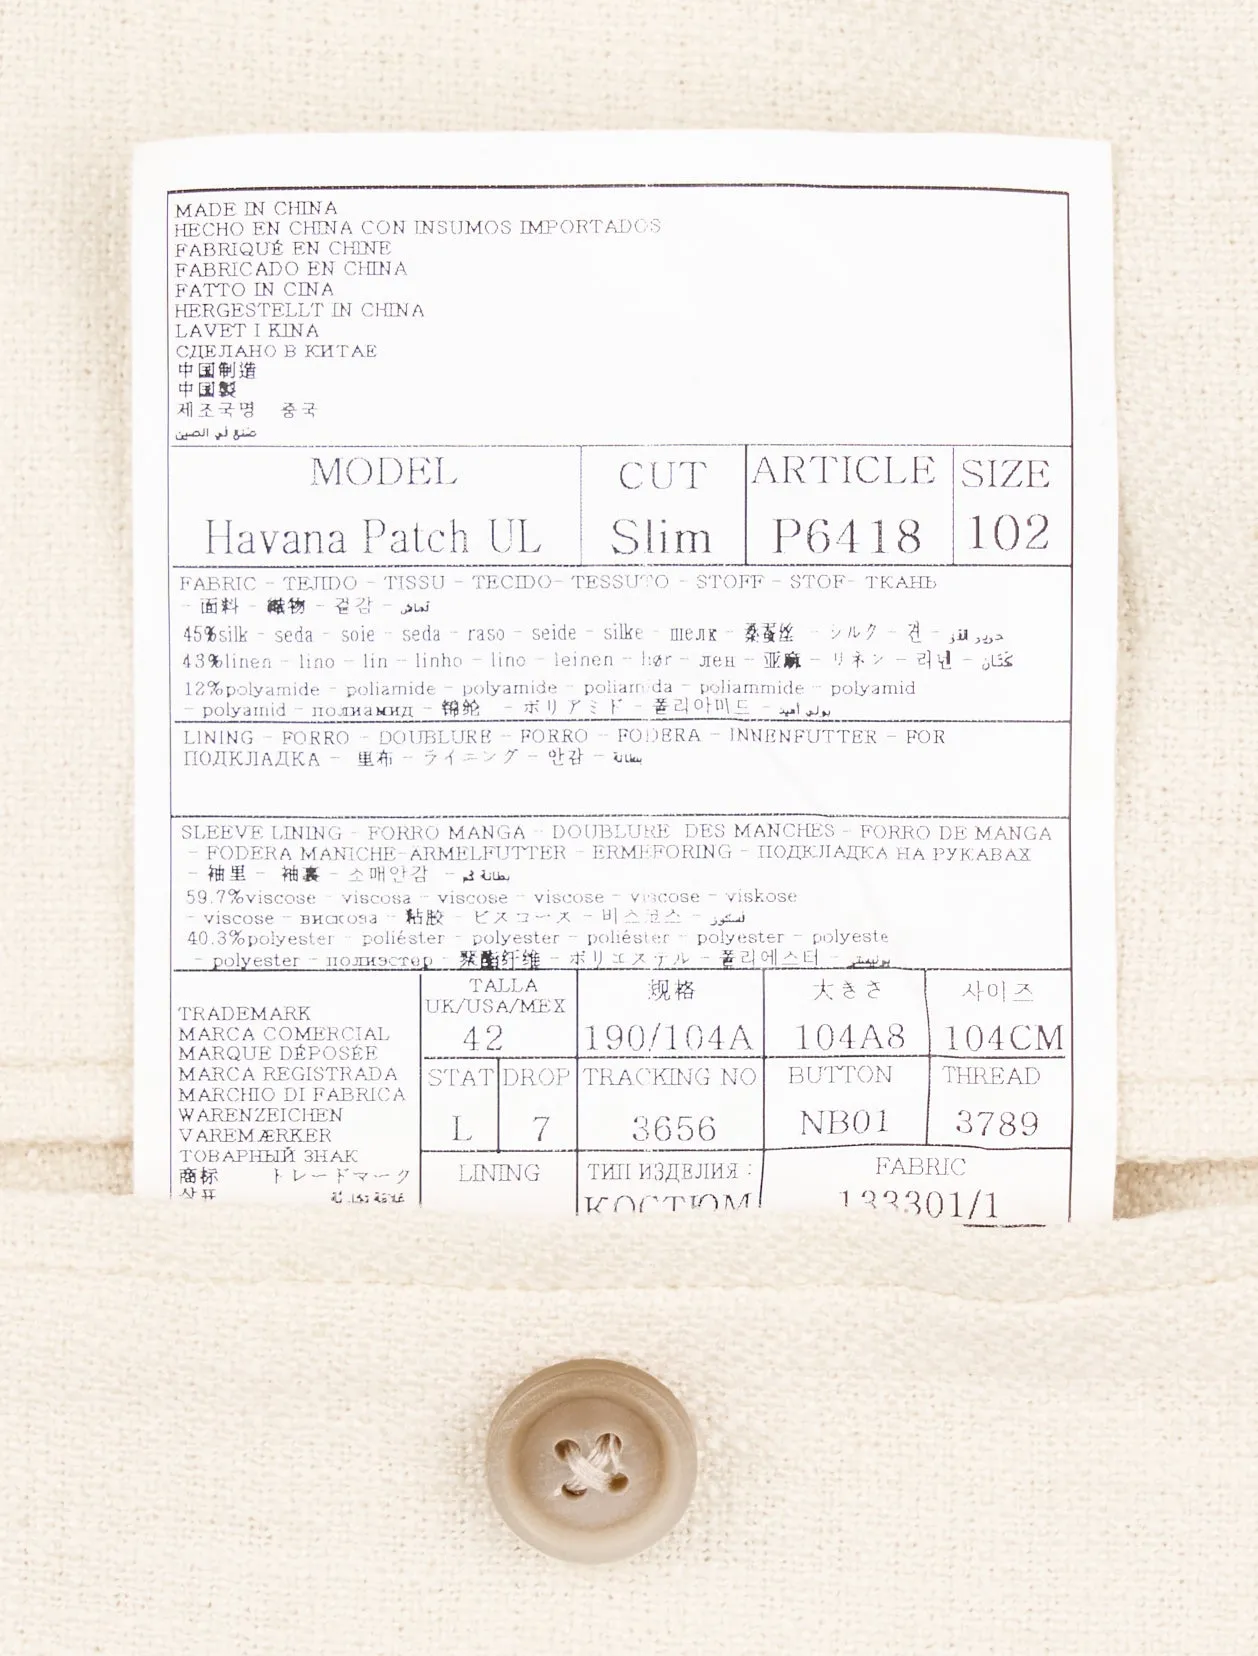 MADE IN CHINA
HECHO EN CHINA CON INSUMOS IMPORTADOS
FABRIQUÉ EN CHINE
FABRICADO EN CHINA
FATTO IN CINA
HERGESTELLT IN CHINA
LAVET I KINA
СДЕЛАНО В КИТАЕ
中国制造
中国製
제조국명 중국
صنع في الصين
MODEL CUT ARTICLE SIZE
Havana Patch UL Slim P6418 102
FABRIC - TEJIDO - TISSU - TECIDO- TESSUTO - STOFF - STOF- ТКАНЬ
- 面料 - 織物 - 겉감 - قماش
45%silk - seda - soie - seda - raso - seide - silke - шелк - 桑蚕丝 - シルク - 견 -
43%linen - lino - lin - linho - lino - leinen - hør - лен - 亚麻 - リネン - 리넨 - كتان
12%polyamide - poliamide - polyamide - poliamida - poliammide - polyamid
- polyamid - полиамид - 锦纶 - ポリアミド - 폴리아미드 - بولي أميد
LINING - FORRO - DOUBLURE - FORRO - FODERA - INNENFUTTER - FOR
ПОДКЛАДКА - 里布 - ライニング - 안감 - بطانة
SLEEVE LINING - FORRO MANGA - DOUBLURE DES MANCHES - FORRO DE MANGA
- FODERA MANICHE-ARMELFUTTER - ERMEFORING - ПОДКЛАДКА НА РУКАВАХ
- 袖里 - 袖裏 - 소매안감 - بطانة كم
59.7%viscose - viscosa - viscose - viscose - viscose - viskose
- viscose - вискоза - 粘胶 - ビスコース - 비스코스 -
40.3%polyester - poliéster - polyester - poliéster - polyester - polyeste
- polyester - полиэстер - 聚酯纤维 - ポリエステル - 폴리에스터 -
TALLA 规格 大きさ 사이즈
UK/USA/MEX
42 190/104A 104A8 104CM
STAT DROP TRACKING NO BUTTON THREAD
L 7 3656 NB01 3789
LINING ТИП ИЗДЕЛИЯ : FABRIC
КОСТЮМ 133301/1
TRADEMARK
MARCA COMERCIAL
MARQUE DÉPOSÉE
MARCA REGISTRADA
MARCHIO DI FABRICA
WARENZEICHEN
VAREMÆRKER
ТОВАРНЫЙ ЗНАК
商标 トレードマーク
상표